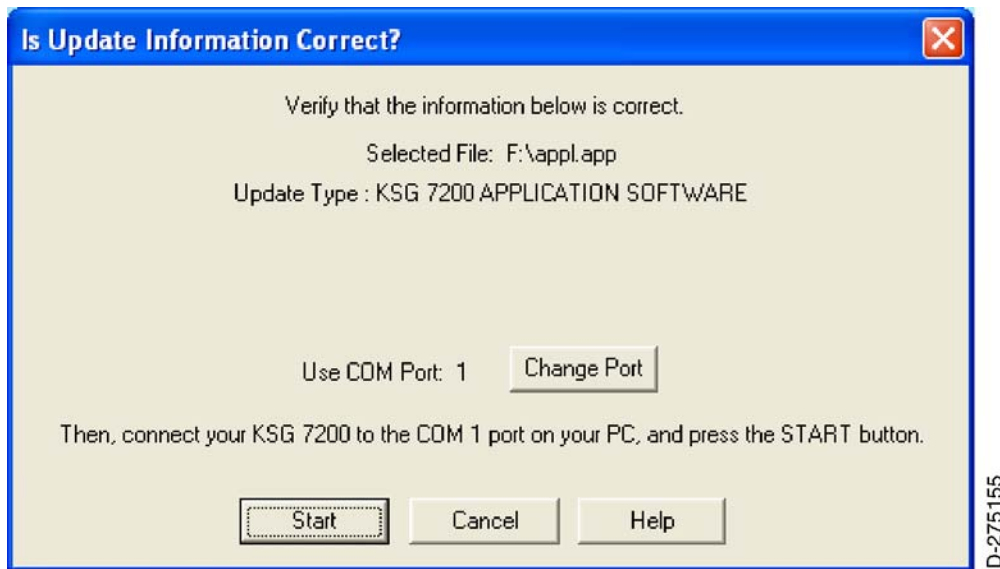 Is Update Information Correct?
Verify that the information below is correct.
Selected File: F:\appl.app
Update Type : KSG 7200 APPLICATION SOFTWARE
Use COM Port: 1 Change Port
Then, connect your KSG 7200 to the COM 1 port on your PC, and press the START button.
Start Cancel Help
D-275155